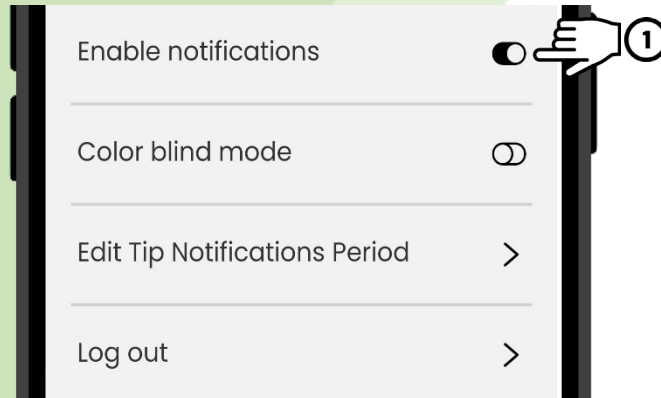 Enable notifications
1
Color blind mode
Edit Tip Notifications Period
Log out